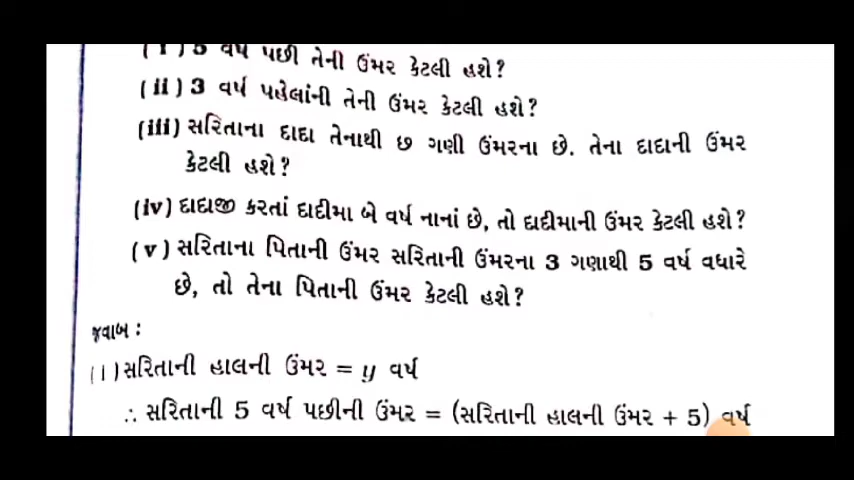 (i) 5 વર્ષ પછી તેની ઉંમર કેટલી હશે?
(ii) 3 વર્ષ પહેલાંની તેની ઉંમર કેટલી હશે?
(iii) સરિતાના દાદા તેનાથી છ ગણી ઉંમરના છે. તેના દાદાની ઉંમર
કેટલી હશે?
(iv) દાદાજી કરતાં દાદીમા બે વર્ષ નાનાં છે, તો દાદીમાની ઉંમર કેટલી હશે?
(v) સરિતાના પિતાની ઉંમર સરિતાની ઉંમરના 3 ગણાથી 5 વર્ષ વધારે
છે, તો તેના પિતાની ઉંમર કેટલી હશે?
જવાબ :
(i) સરિતાની હાલની ઉંમર = y વર્ષ
∴ સરિતાની 5 વર્ષ પછીની ઉંમર = (સરિતાની હાલની ઉંમર + 5) વર્ષ